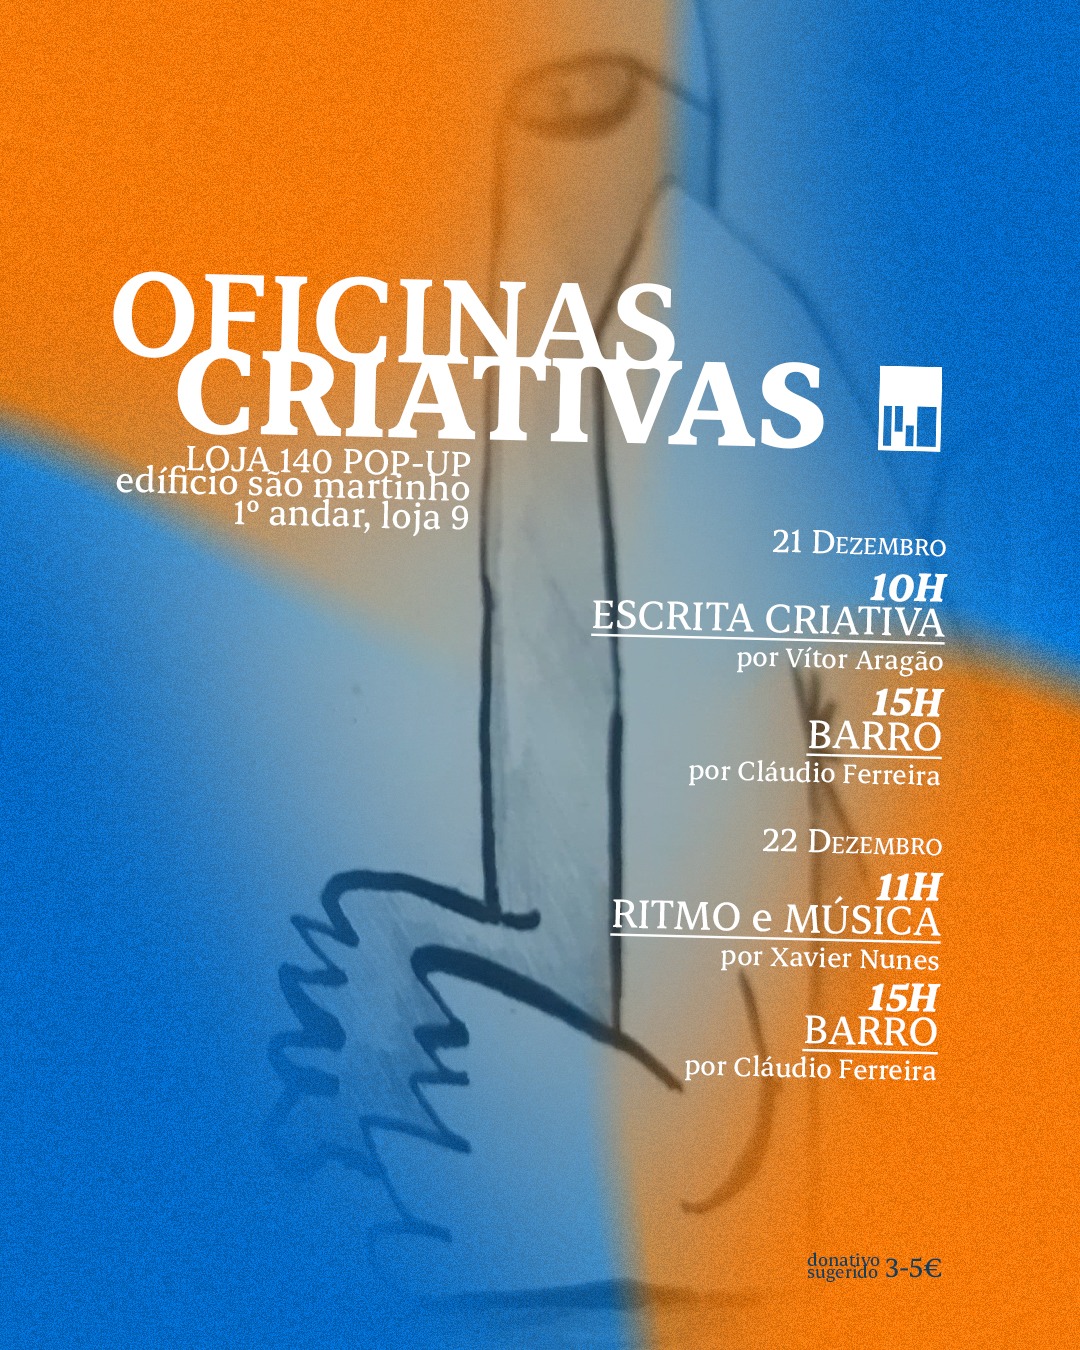 OFICINAS
CRIATIVAS
LOJA 140 POP-UP
edíficio são martinho
1º andar, loja 9
21 DEZEMBRO
10H
ESCRITA CRIATIVA
por Vítor Aragão
15H
BARRO
por Cláudio Ferreira
22 DEZEMBRO
11H
RITMO e MÚSICA
por Xavier Nunes
15H
BARRO
por Cláudio Ferreira
donativo
sugerido 3-5€